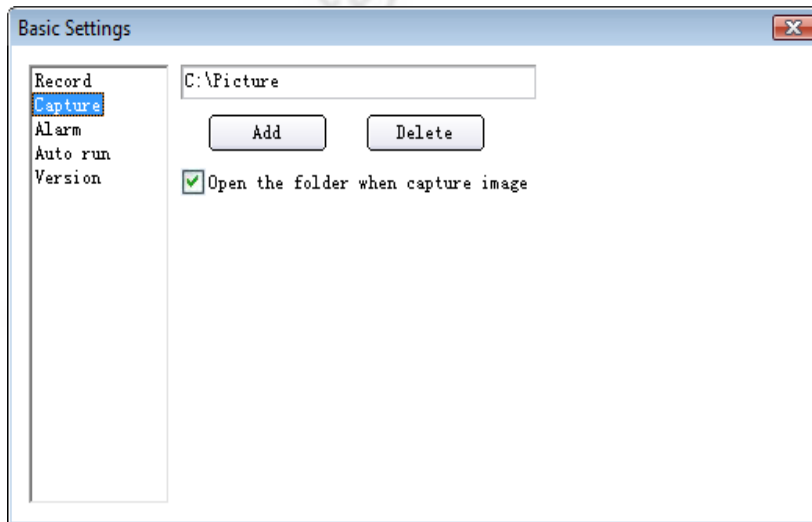 Basic Settings
Record
Capture
Alarm
Auto run
Version
C:\Picture
Add
Delete
Open the folder when capture image